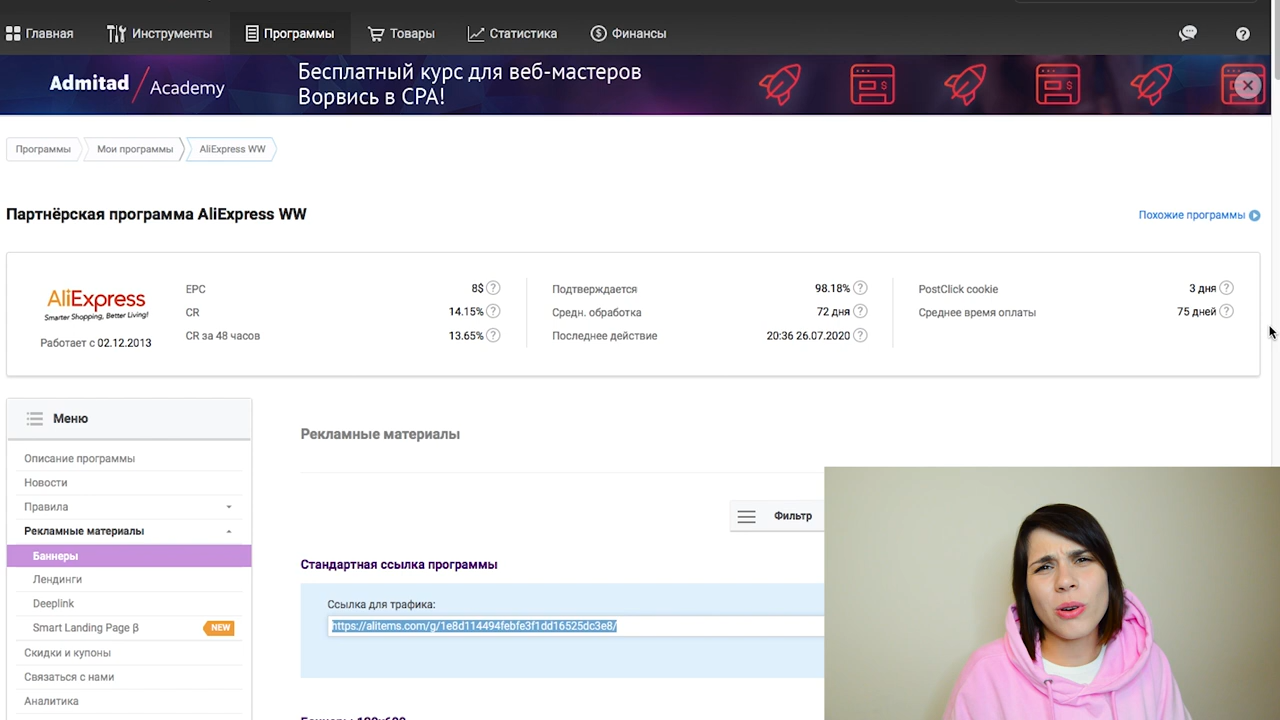 Главная
Инструменты
Программы
Товары
Статистика
Финансы
Admitad / Academy
Бесплатный курс для веб-мастеров
Ворвись в CPA!
Программы
Мои программы
AliExpress WW
Партнёрская программа AliExpress WW
Похожие программы
AliExpress
Smarter Shopping, Better Living!
Работает с 02.12.2013
EPC 8$
CR 14.15%
CR за 48 часов 13.65%
Подтверждается 98.18%
Средн. обработка 72 дня
Последнее действие 20:36 26.07.2020
PostClick cookie 3 дня
Среднее время оплаты 75 дней
Меню
Описание программы
Новости
Правила
Рекламные материалы
Баннеры
Лендинги
Deeplink
Smart Landing Page β NEW
Скидки и купоны
Связаться с нами
Аналитика
Рекламные материалы
Фильтр
Стандартная ссылка программы
Ссылка для трафика:
https://alitems.com/g/1e8d114494febfe3f1dd16525dc3e8/